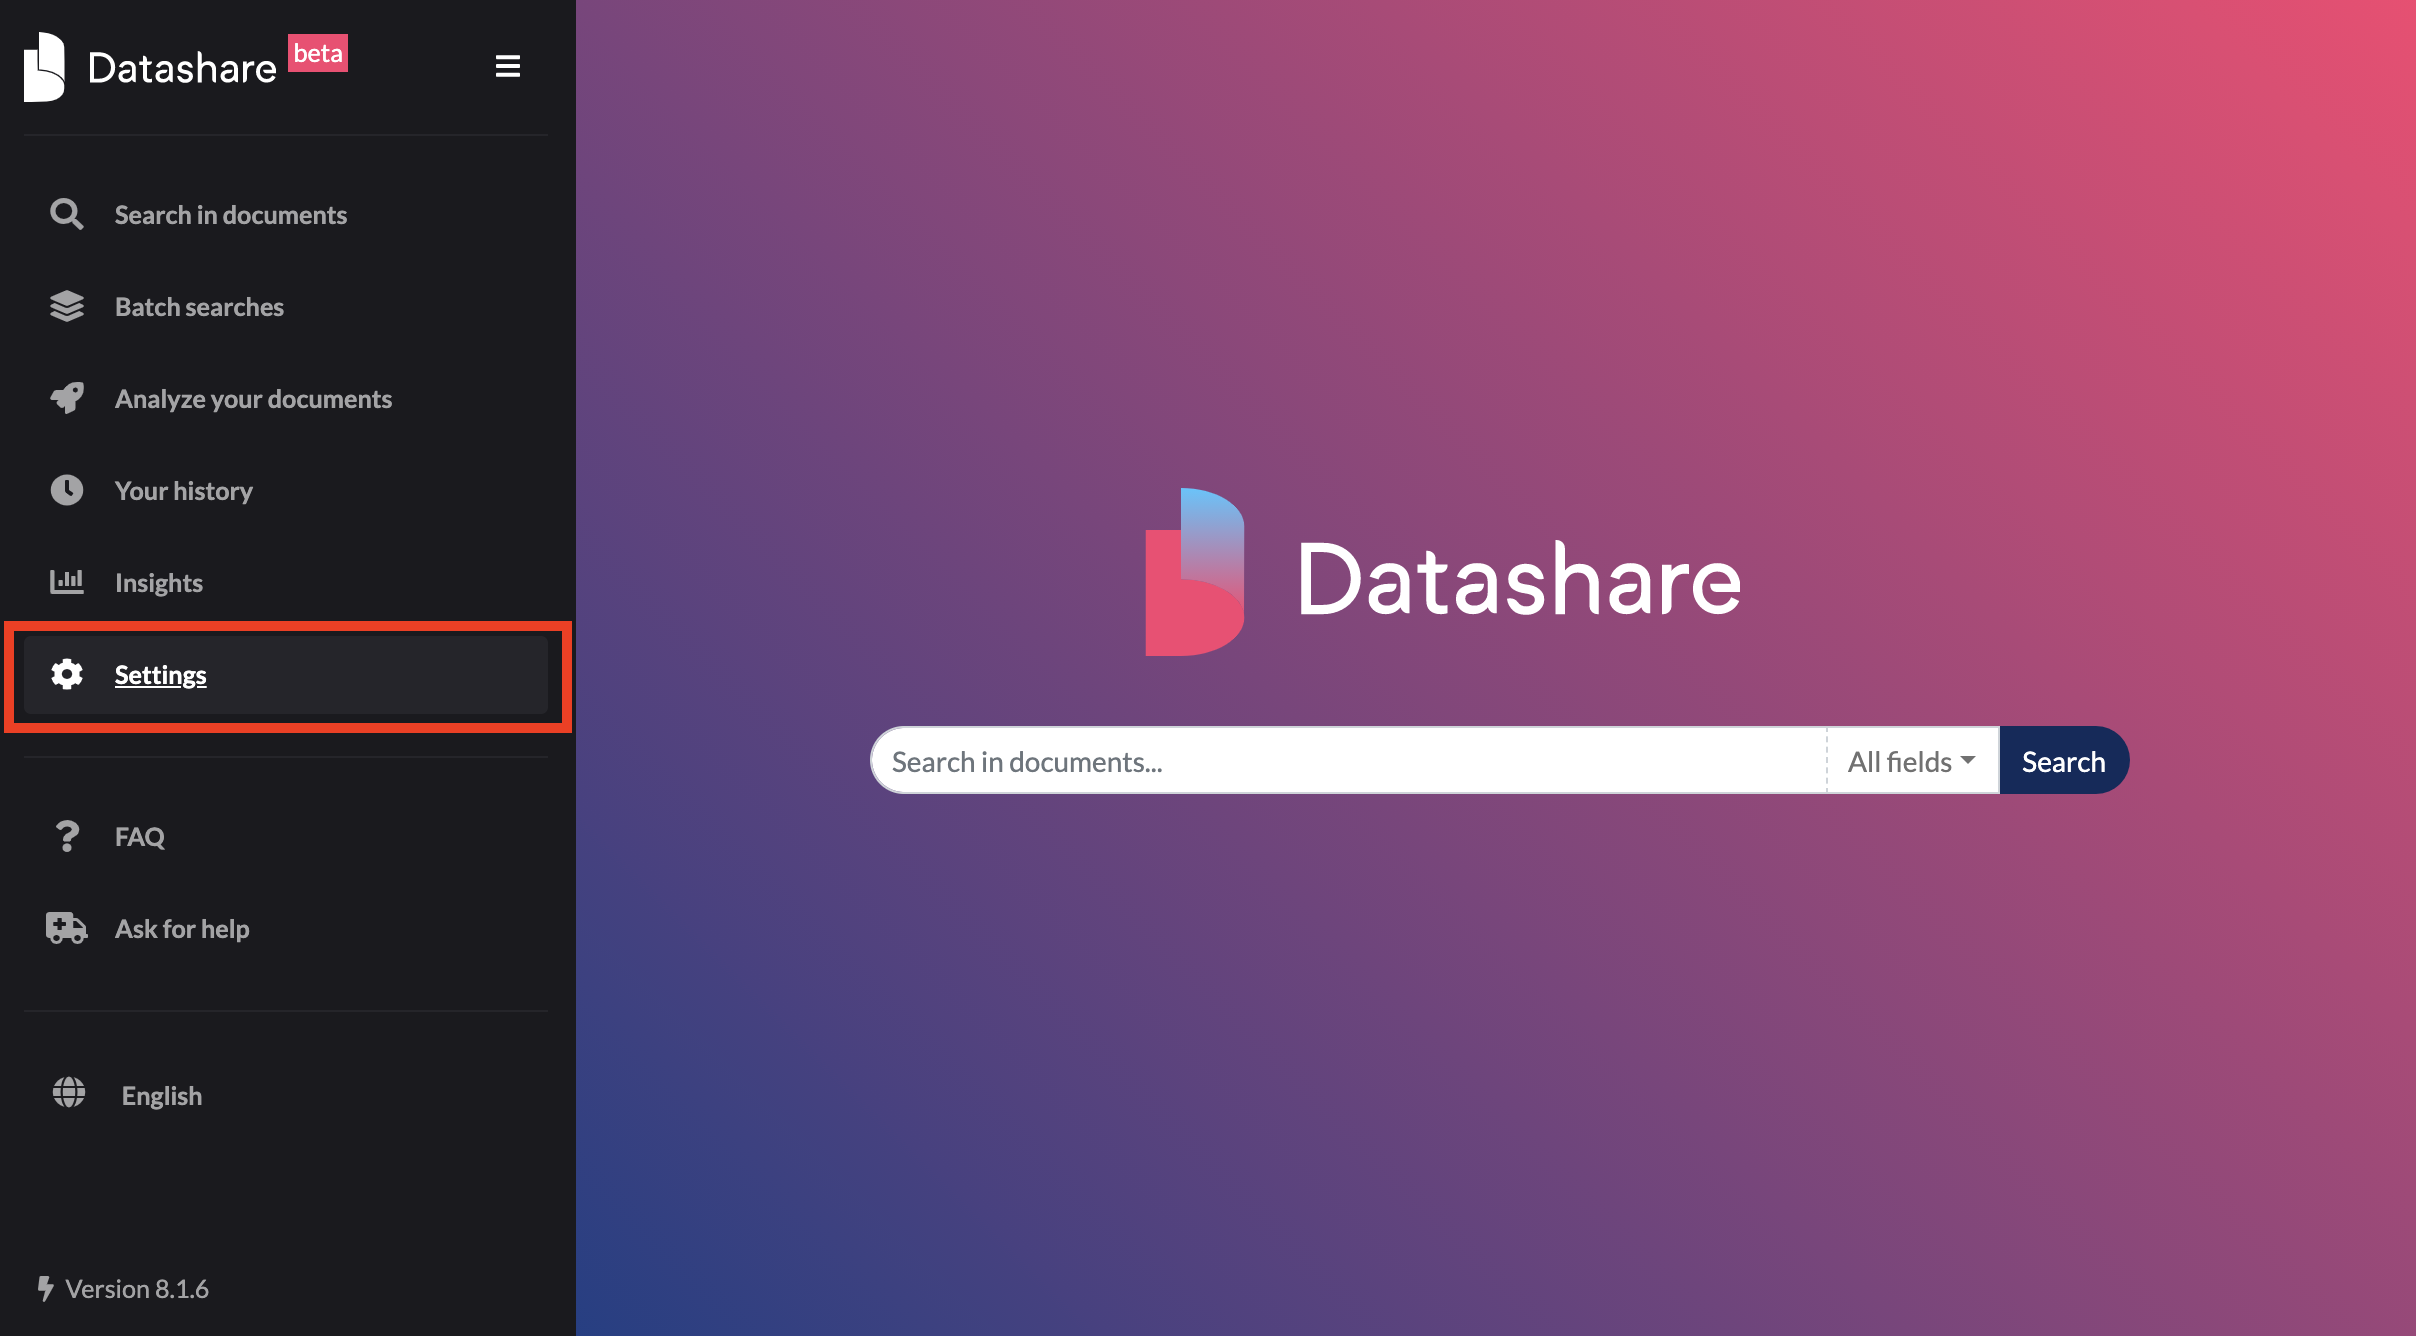 Datashare beta
Search in documents
Batch searches
Analyze your documents
Your history
Insights
Settings
FAQ
Ask for help
English
Version 8.1.6
Datashare
Search in documents... All fields Search